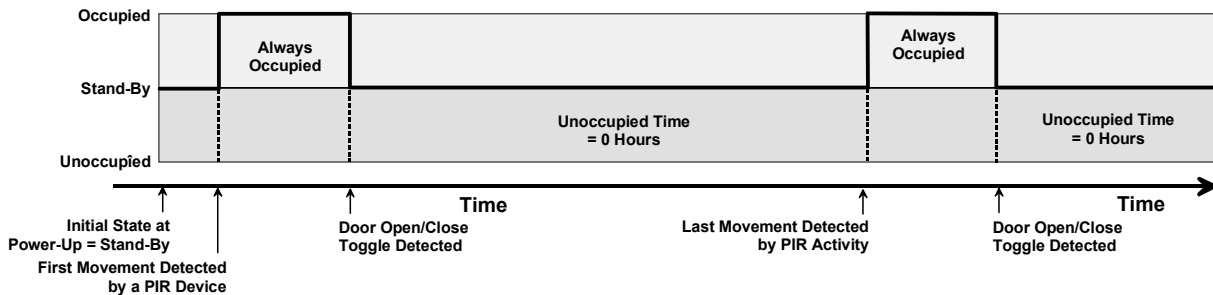 Occupied
Always
Occupied
Always
Occupied
Stand-By
Unoccupied Time
= 0 Hours
Unoccupied Time
= 0 Hours
Unoccupied
Time
Time
Initial State at
Power-Up = Stand-By
First Movement Detected
by a PIR Device
Door Open/Close
Toggle Detected
Last Movement Detected
by PIR Activity
Door Open/Close
Toggle Detected